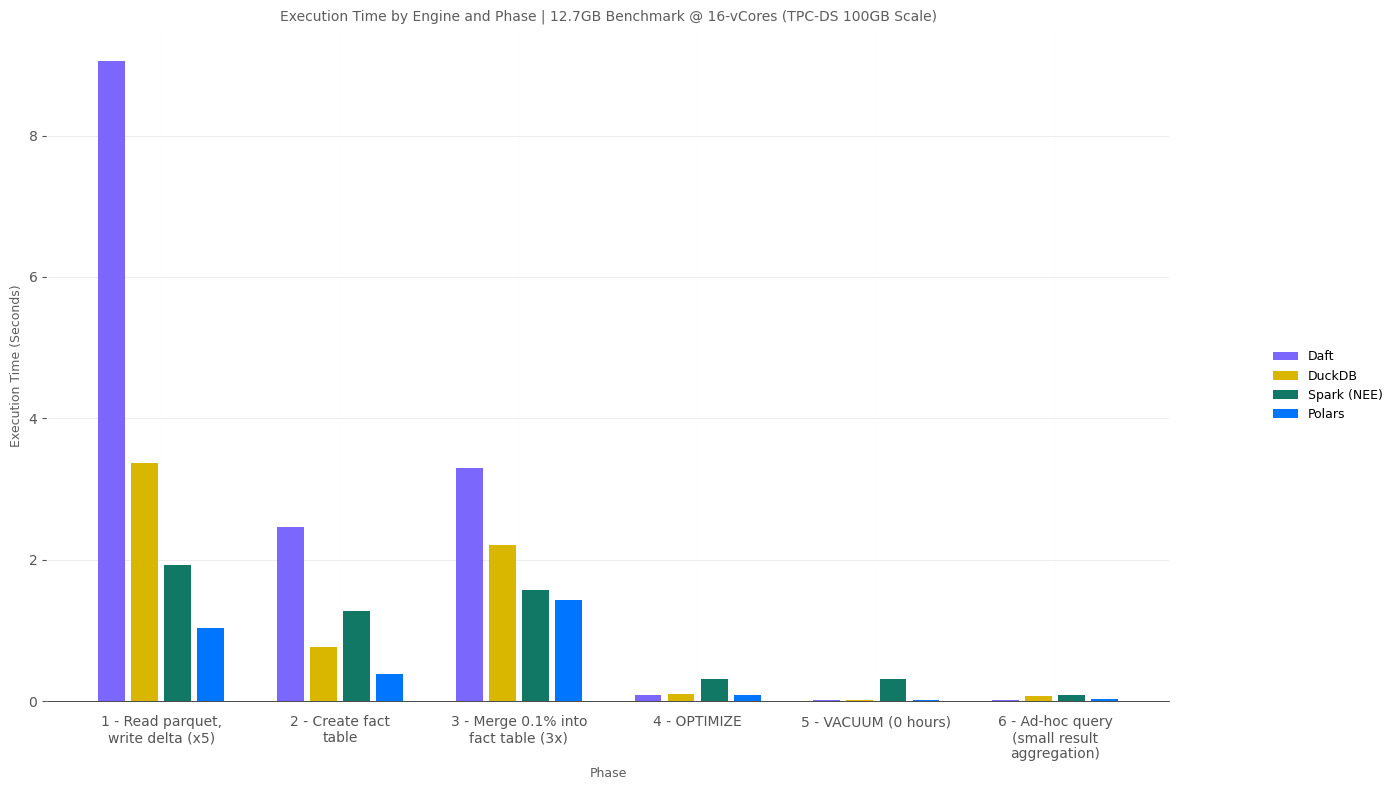 Execution Time by Engine and Phase | 12.7GB Benchmark @ 16-vCores (TPC-DS 100GB Scale)
Execution Time (Seconds)
8
6
4
2
0
1 - Read parquet,
write delta (x5)
2 - Create fact
table
3 - Merge 0.1% into
fact table (3x)
4 - OPTIMIZE
5 - VACUUM (0 hours)
6 - Ad-hoc query
(small result
aggregation)
Phase
Daft
DuckDB
Spark (NEE)
Polars